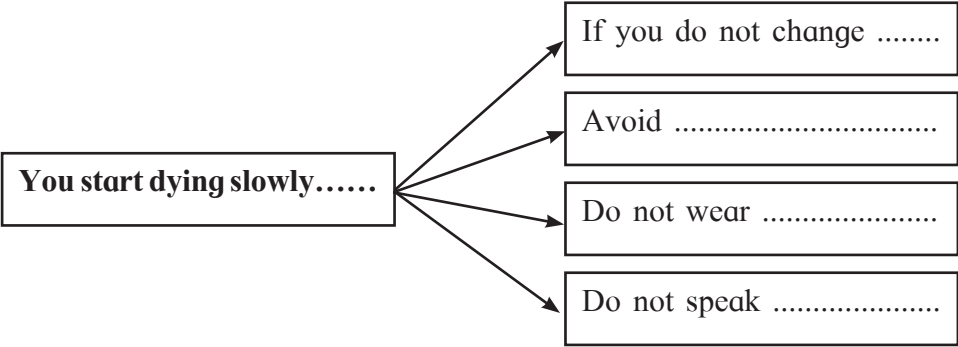 If you do not change ........
Avoid .................................
You start dying slowly……
Do not wear ......................
Do not speak .....................